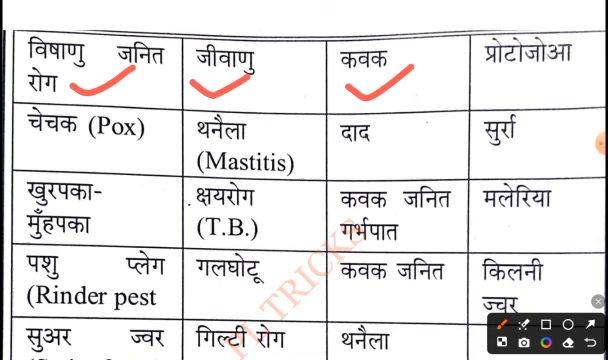 विषाणु जनित रोग
जीवाणु
कवक
प्रोटोजोआ
चेचक (Pox)
थनैला
(Mastitis)
दाद
सुर्रा
खुरपका-
मुँहपका
क्षयरोग
(T.B.)
कवक जनित
गर्भपात
मलेरिया
पशु प्लेग
(Rinder pest
गलघोटू
कवक जनित
किलनी
ज्वर
सुअर ज्वर
गिल्टी रोग
थनैला
TRICKS